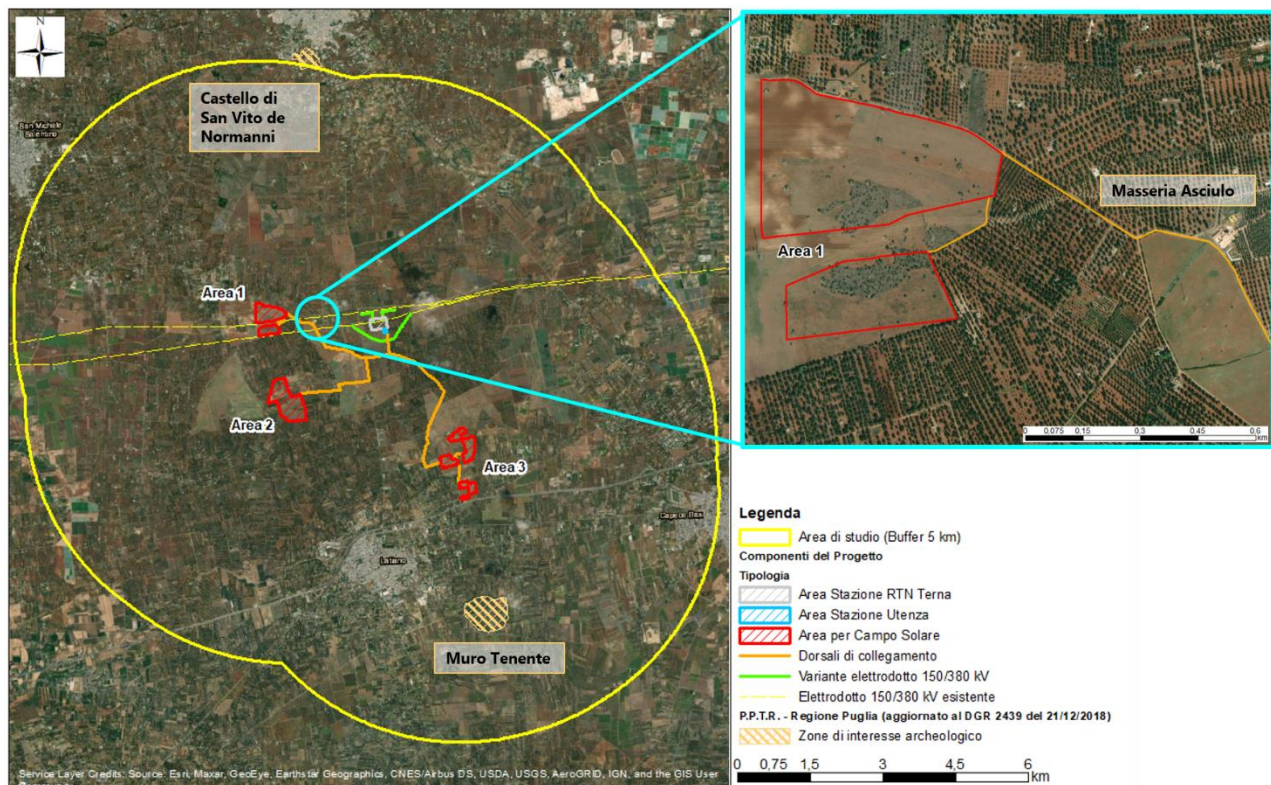 N
Castello di
San Vito de
Normanni
San Michele
Salentino
Area 1
Area 2
Area 3
Latiano
Muro Tenente
Service Layer Credits: Source: Esri, Maxar, GeoEye, Earthstar Geographics, CNES/Airbus DS, USDA, USGS, AeroGRID, IGN, and the GIS User
Masseria Asciulo
Area 1
0 0,075 0,15 0,3 0,45 0,6
km
Legenda
Area di studio (Buffer 5 km)
Componenti del Progetto
Tipologia
Area Stazione RTN Terna
Area Stazione Utenza
Area per Campo Solare
Dorsali di collegamento
Variante elettrodotto 150/380 kV
Elettrodotto 150/380 kV esistente
P.P.T.R. - Regione Puglia (aggiornato al DGR 2439 del 21/12/2018)
Zone di interesse archeologico
0 0,75 1,5 3 4,5 6
km